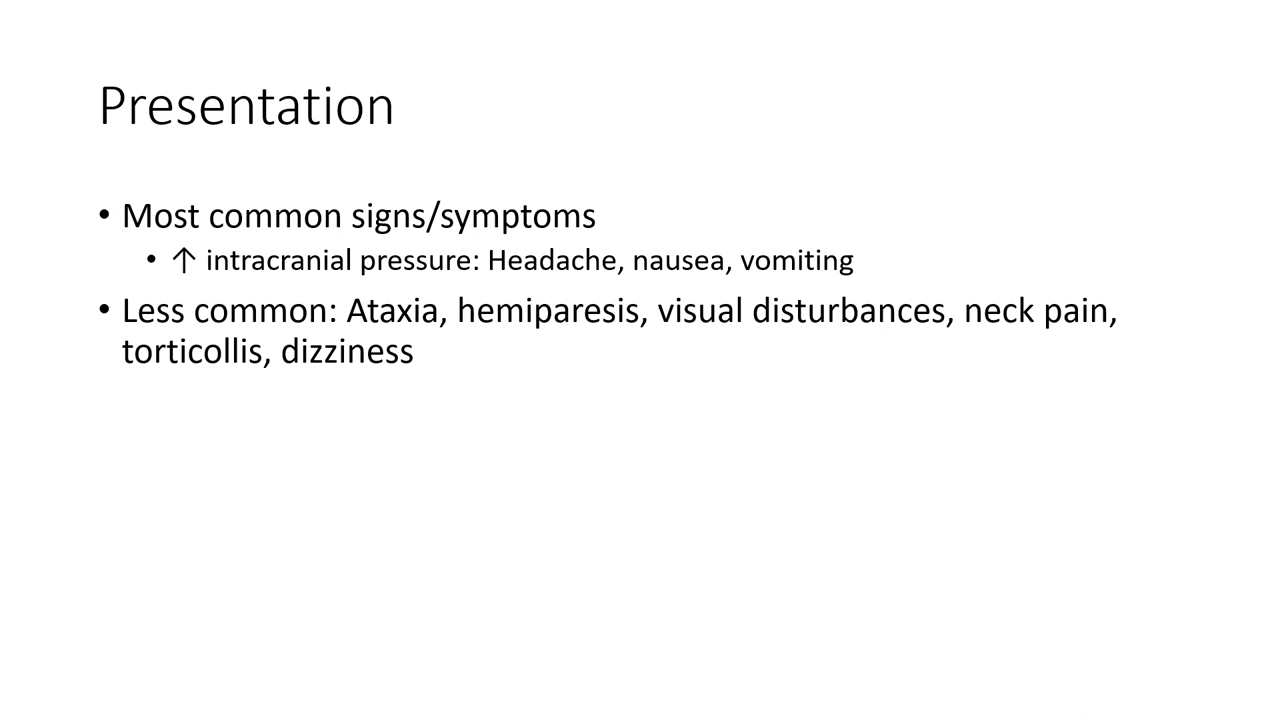 Presentation
• Most common signs/symptoms
• ↑ intracranial pressure: Headache, nausea, vomiting
• Less common: Ataxia, hemiparesis, visual disturbances, neck pain,
torticollis, dizziness